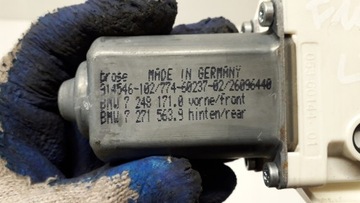 brose MADE IN GERMANY
914546-102/774-60237-02/26096440
BMW 7 249 171.0 vorne/front
BMW 7 271 563.9 hinten/rear